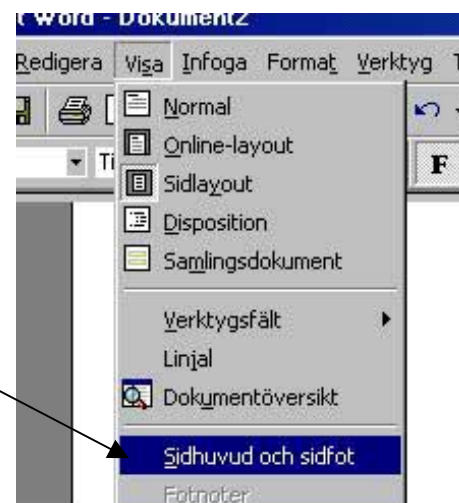 t Word - Dokument2
Redigera Visa Infoga Format Verktyg
Ti F
Normal
Online-layout
Sidlayout
Disposition
Samlingsdokument
Verktygsfält
Linjal
Dokumentöversikt
Sidhuvud och sidfot
Fotnoter